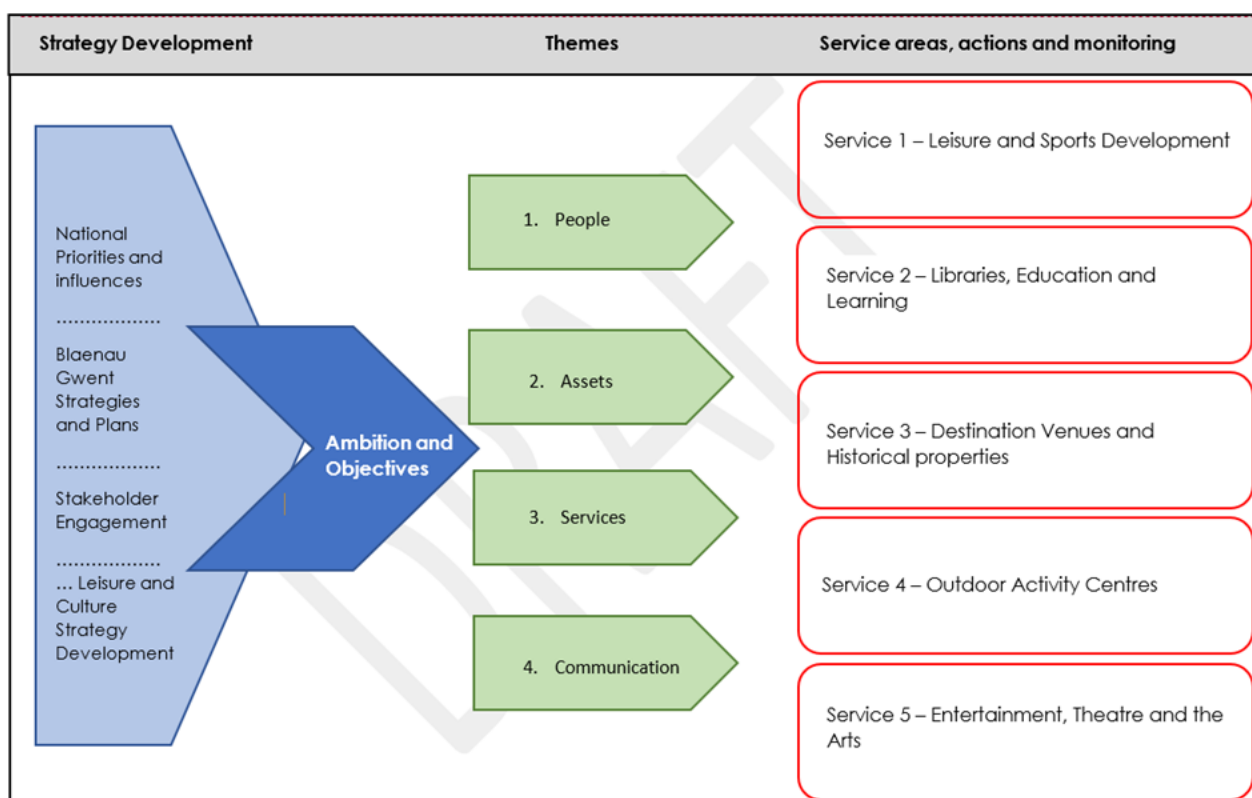 Strategy Development
Themes
Service areas, actions and monitoring
National
Priorities and
influences
..................
Blaenau
Gwent
Strategies
and Plans
..................
Stakeholder
Engagement
..................
... Leisure and
Culture
Strategy
Development
Ambition and
Objectives
1. People
2. Assets
3. Services
4. Communication
Service 1 – Leisure and Sports Development
Service 2 – Libraries, Education and
Learning
Service 3 – Destination Venues and
Historical properties
Service 4 – Outdoor Activity Centres
Service 5 – Entertainment, Theatre and the
Arts
DRAFT